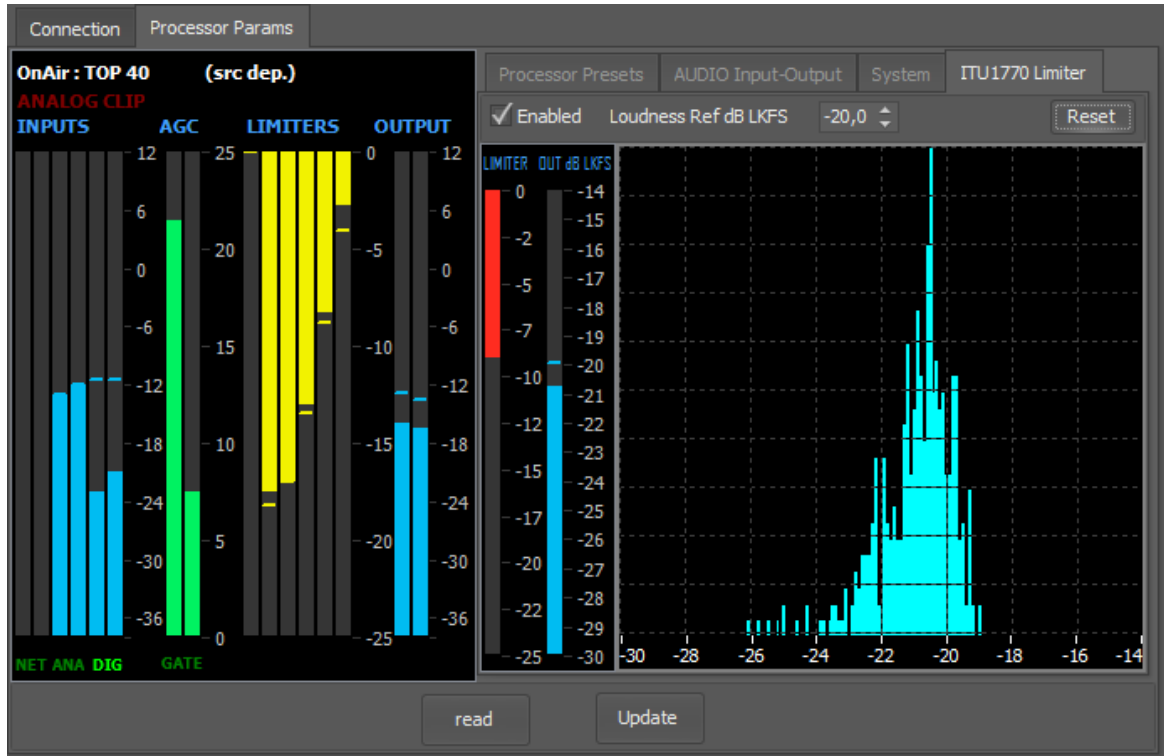 Connection Processor Params
OnAir : TOP 40 (src dep.)
ANALOG CLIP
INPUTS AGC LIMITERS OUTPUT
12 25 0 12
6 20 -5 6
0 0
-6 15 -10 -6
-12 -12
-18 10 -15 -18
-24 -24
-30 5 -20 -30
-36 -36
0 -25
NET ANA DIG GATE
Processor Presets AUDIO Input-Output System ITU1770 Limiter
Enabled Loudness Ref dB LKFS -20,0 Reset
LIMITER OUT dB LKFS
0 -14
-15
-2 -16
-17
-5 -18
-7 -19
-20
-10 -21
-12 -22
-23
-15 -24
-17 -25
-26
-20 -27
-22 -28
-29
-25 -30
-30 -28 -26 -24 -22 -20 -18 -16 -14
read Update